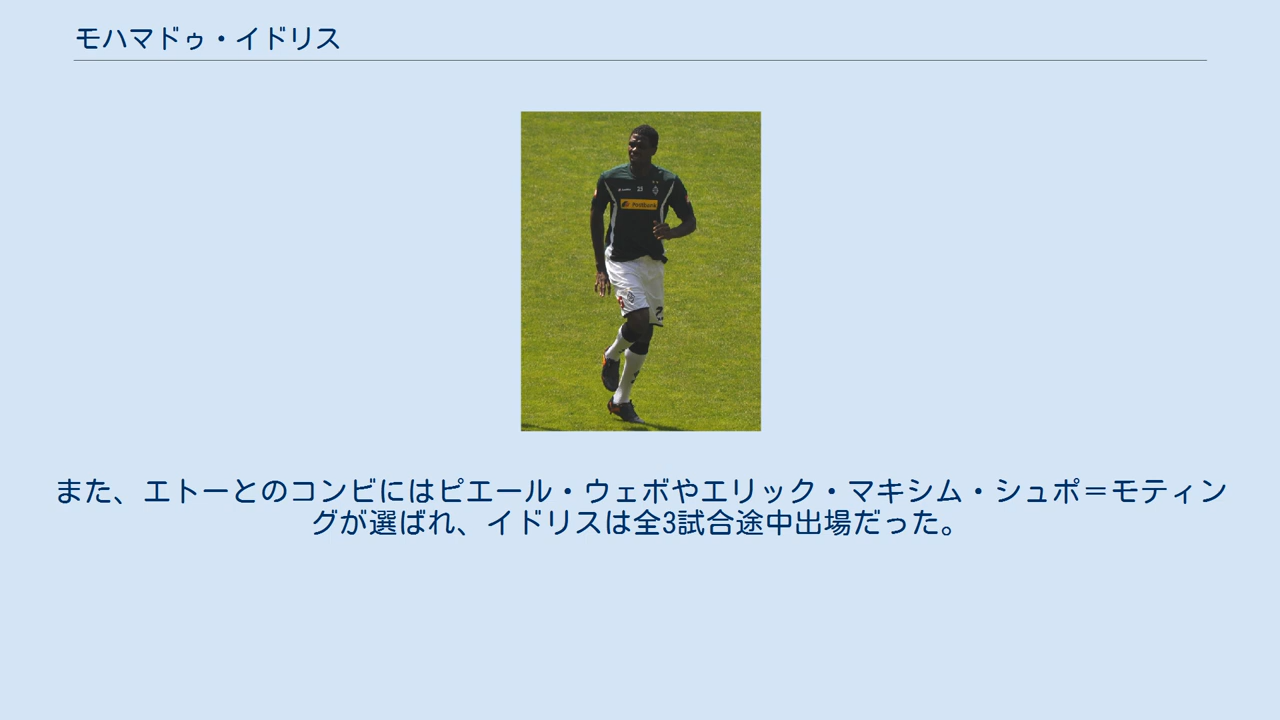 モハマドゥ・イドリス
23
Postbank
2
また、エトーとのコンビにはピエール・ウェボやエリック・マキシム・シュポ＝モティン
グが選ばれ、イドリスは全3試合途中出場だった。